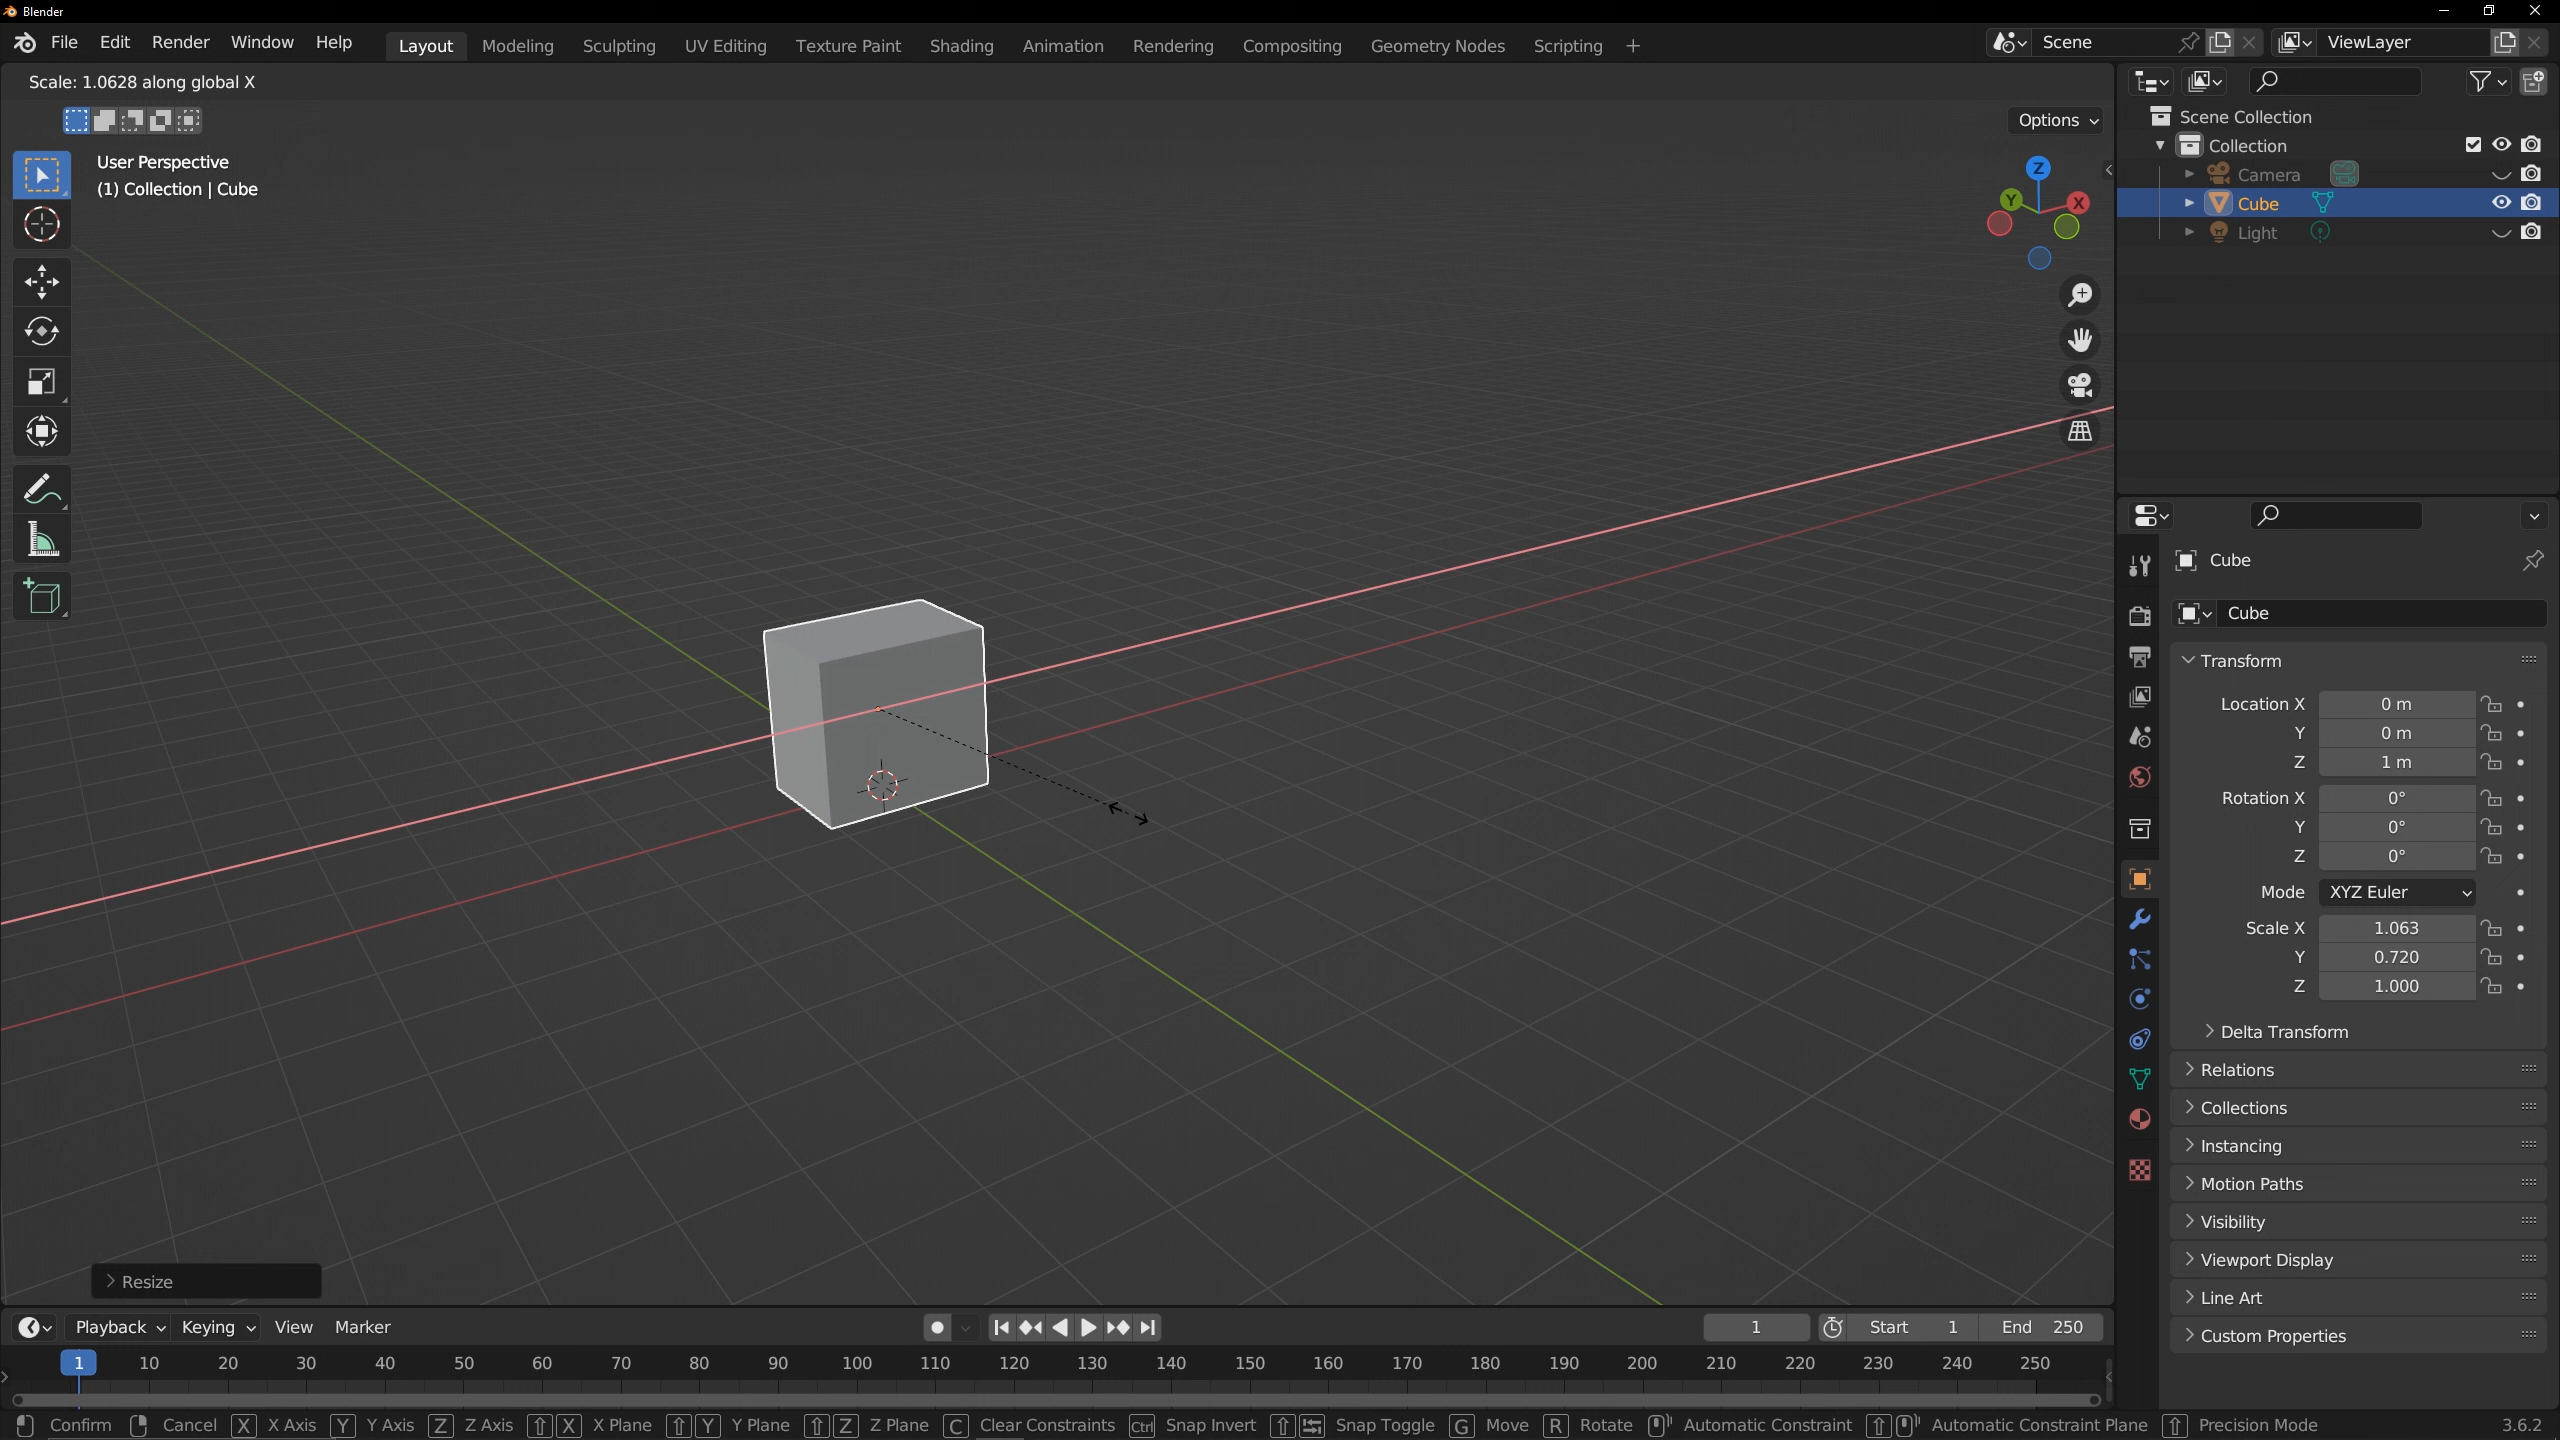 Blender
File Edit Render Window Help Layout Modeling Sculpting UV Editing Texture Paint Shading Animation Rendering Compositing Geometry Nodes Scripting + Scene ViewLayer
Scale: 1.0628 along global X
Options
User Perspective
(1) Collection | Cube
Z
Y
X
Scene Collection
Collection
Camera
Cube
Light
Cube
Cube
Transform
Location X 0 m
Y 0 m
Z 1 m
Rotation X 0°
Y 0°
Z 0°
Mode XYZ Euler
Scale X 1.063
Y 0.720
Z 1.000
Delta Transform
Relations
Collections
Instancing
Motion Paths
Visibility
Viewport Display
Line Art
Custom Properties
Resize
Playback Keying View Marker 1 Start 1 End 250
1 10 20 30 40 50 60 70 80 90 100 110 120 130 140 150 160 170 180 190 200 210 220 230 240 250
Confirm Cancel X X Axis Y Y Axis Z Z Axis X X Plane Y Y Plane Z Z Plane C Clear Constraints Ctrl Snap Invert Snap Toggle G Move R Rotate Automatic Constraint Automatic Constraint Plane Precision Mode 3.6.2